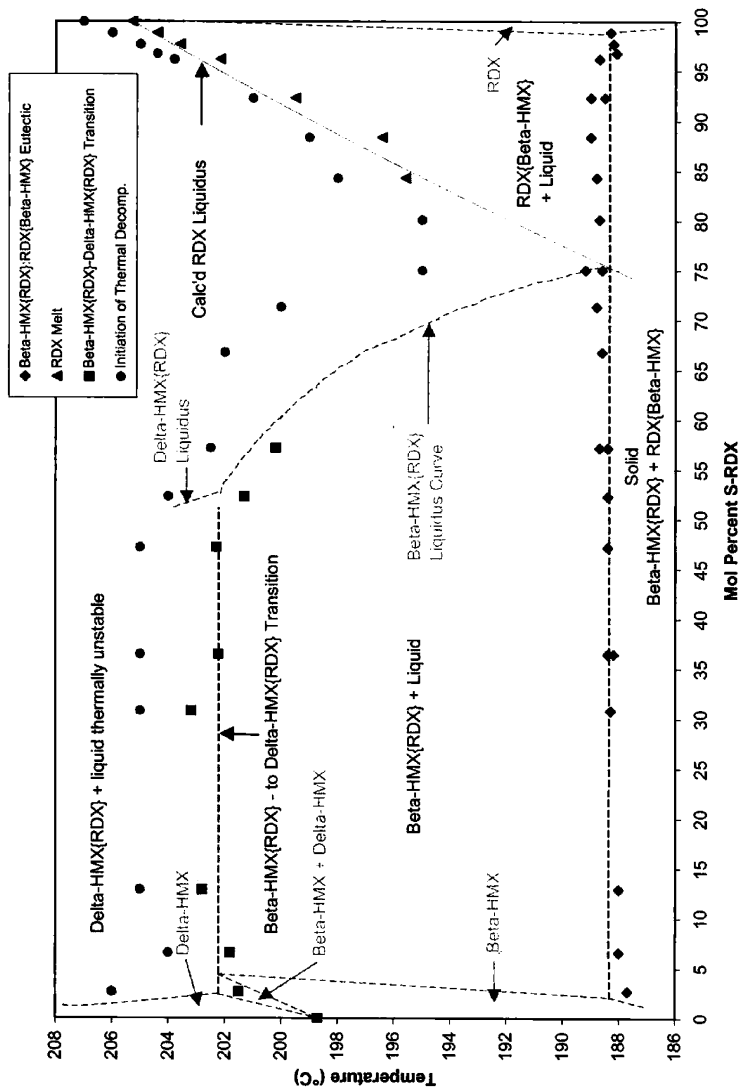 Beta-HMX{RDX}:RDX{Beta-HMX} Eutectic
RDX Melt
Beta-HMX{RDX}-Delta-HMX{RDX} Transition
Initiation of Thermal Decomp.
Delta-HMX{RDX} + liquid thermally unstable
Delta-HMX
Delta-HMX{RDX}
Liquidus
Calc'd RDX Liquidus
Beta-HMX{RDX} - to Delta-HMX{RDX} Transition
Beta-HMX + Delta-HMX
Beta-HMX{RDX} + Liquid
Beta-HMX{RDX}
Liquidus Curve
Beta-HMX
RDX
RDX{Beta-HMX}
+ Liquid
Solid
Beta-HMX{RDX} + RDX{Beta-HMX}
Temperature (°C)
208
206
204
202
200
198
196
194
192
190
188
186
0 5 10 15 20 25 30 35 40 45 50 55 60 65 70 75 80 85 90 95 100
Mol Percent S-RDX